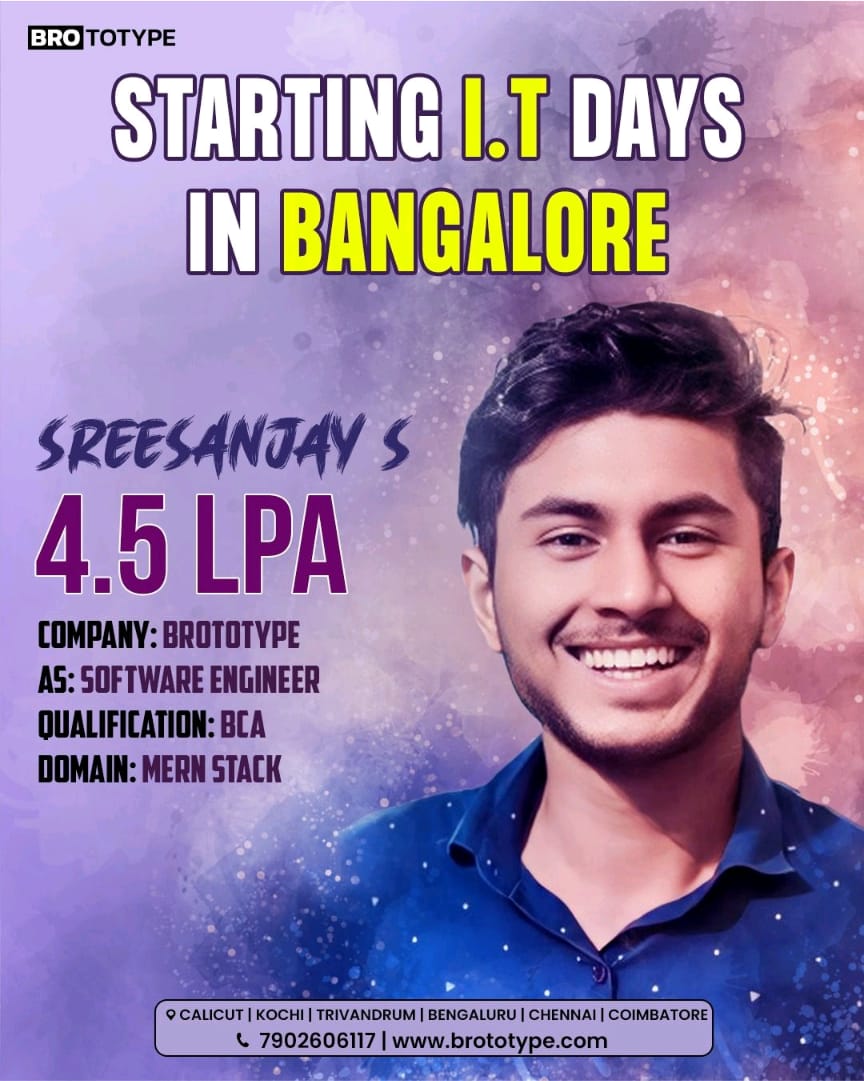 BROTOTYPE
STARTING I.T DAYS
IN BANGALORE
SREESANJAY S
4.5 LPA
COMPANY: BROTOTYPE
AS: SOFTWARE ENGINEER
QUALIFICATION: BCA
DOMAIN: MERN STACK
CALICUT | KOCHI | TRIVANDRUM | BENGALURU | CHENNAI | COIMBATORE
7902606117 | www.brototype.com